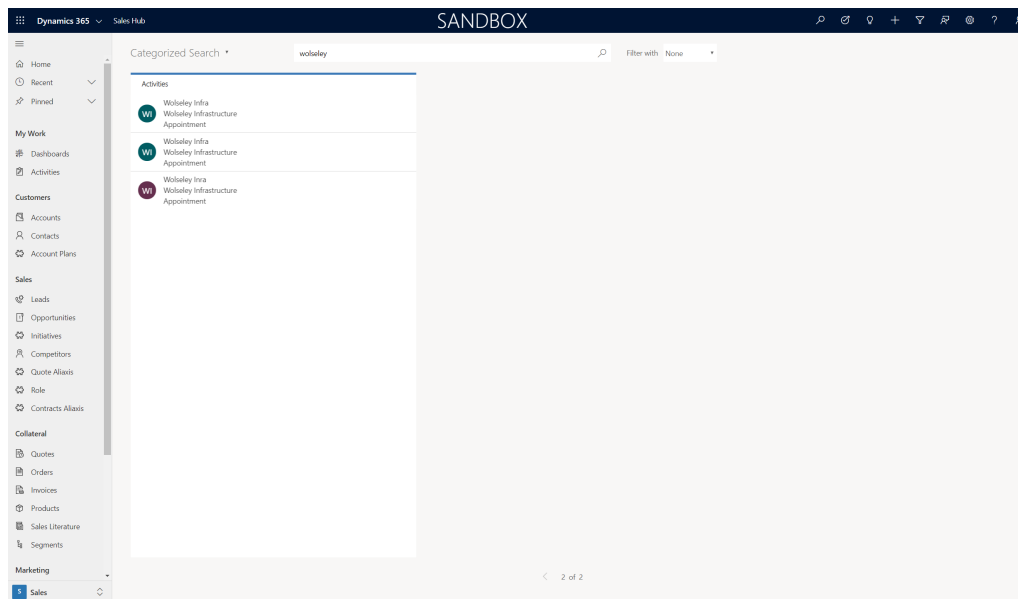 Dynamics 365
Sales Hub
SANDBOX
Home
Recent
Pinned
My Work
Dashboards
Activities
Customers
Accounts
Contacts
Account Plans
Sales
Leads
Opportunities
Initiatives
Competitors
Quote Aliaxis
Role
Contracts Aliaxis
Collateral
Quotes
Orders
Invoices
Products
Sales Literature
Segments
Marketing
S Sales
Categorized Search
wolseley
Filter with None
Activities
WI
Wolseley Infra
Wolseley Infrastructure
Appointment
WI
Wolseley Infra
Wolseley Infrastructure
Appointment
WI
Wolseley Inra
Wolseley Infrastructure
Appointment
2 of 2